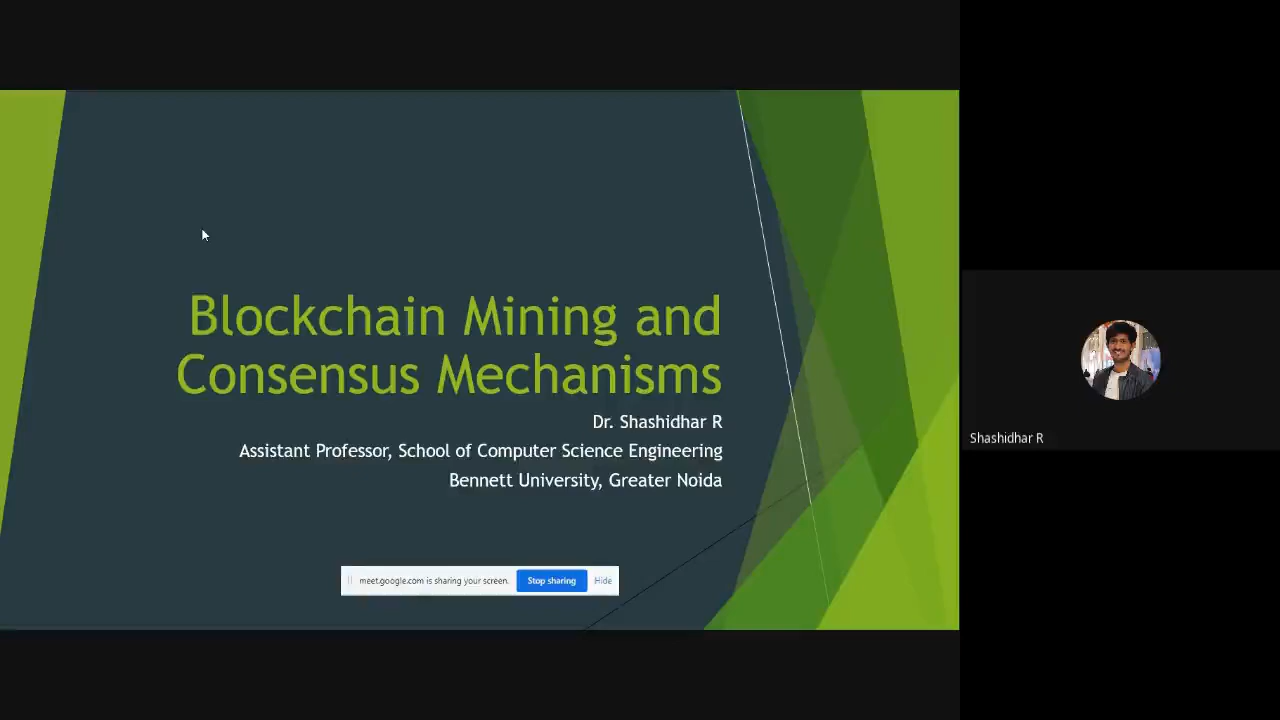 Blockchain Mining and
Consensus Mechanisms
Dr. Shashidhar R
Assistant Professor, School of Computer Science Engineering
Bennett University, Greater Noida
meet.google.com is sharing your screen. Stop sharing Hide
Shashidhar R